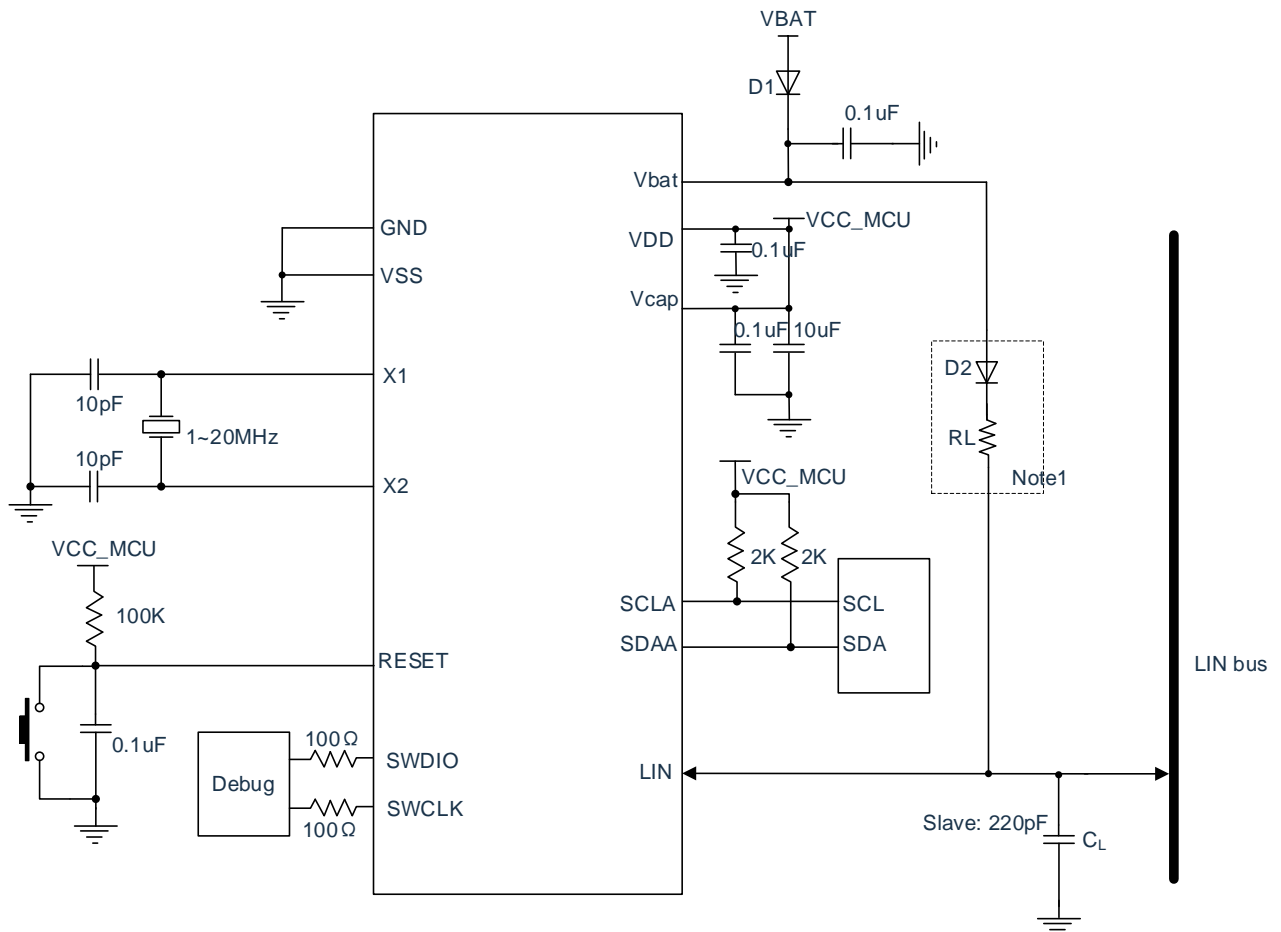 VBAT
D1
0.1uF
Vbat
GND
VCC_MCU
VDD
0.1uF
VSS
Vcap
0.1uF 10uF
X1
10pF
D2
1~20MHz
RL
10pF
X2
VCC_MCU
Note1
VCC_MCU
2K 2K
100K
SCLA
SCL
SDAA
SDA
RESET
LIN bus
100Ω
0.1uF
SWDIO
LIN
Debug
SWCLK
100Ω
Slave: 220pF
CL